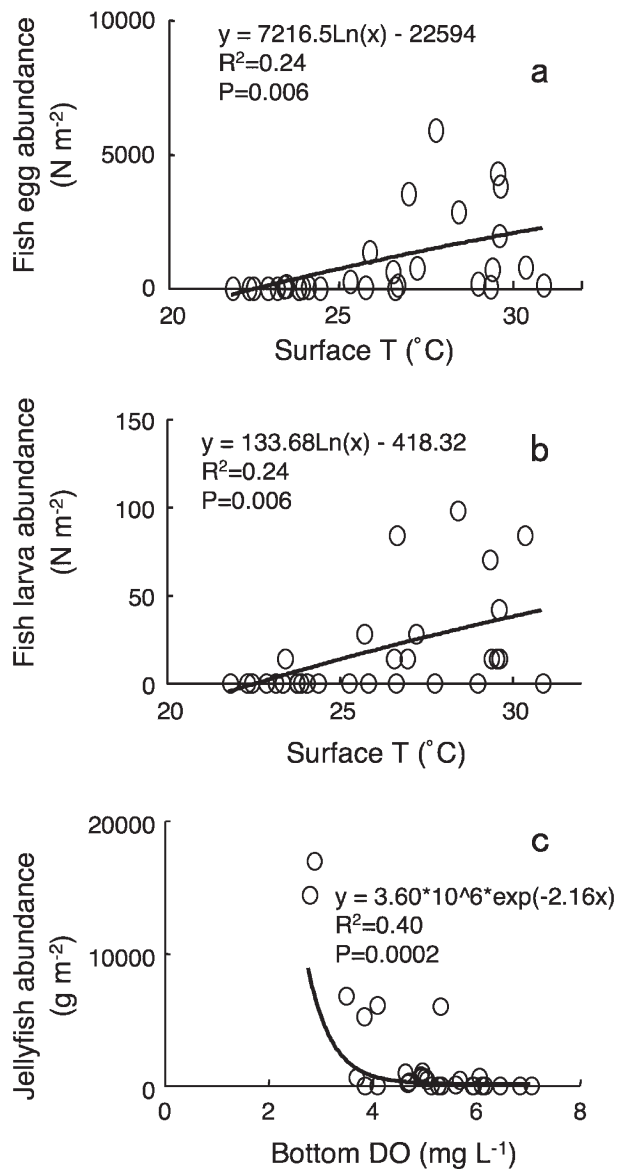 10000
y = 7216.5Ln(x) - 22594
R²=0.24
P=0.006
a
Fish egg abundance
(N m⁻²)
5000
0
20
25
30
Surface T (˚C)
150
y = 133.68Ln(x) - 418.32
R²=0.24
P=0.006
b
Fish larva abundance
(N m⁻²)
100
50
0
20
25
30
Surface T (˚C)
20000
c
y = 3.60*10^6*exp(-2.16x)
R²=0.40
P=0.0002
Jellyfish abundance
(g m⁻²)
10000
0
0
2
4
6
8
Bottom DO (mg L⁻¹)